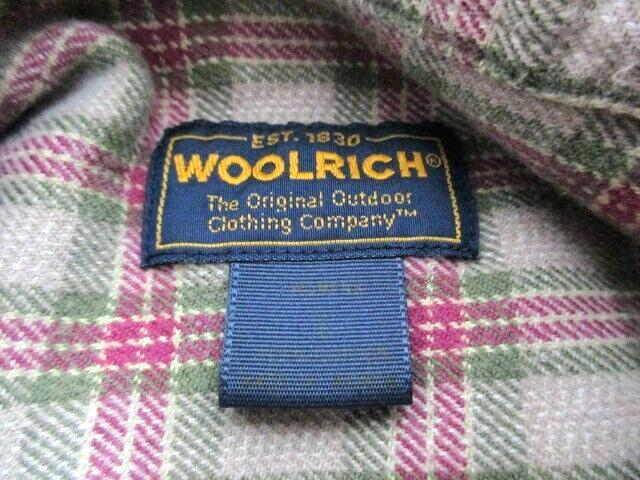 EST. 1830
WOOLRICH®
The Original Outdoor
Clothing Company™